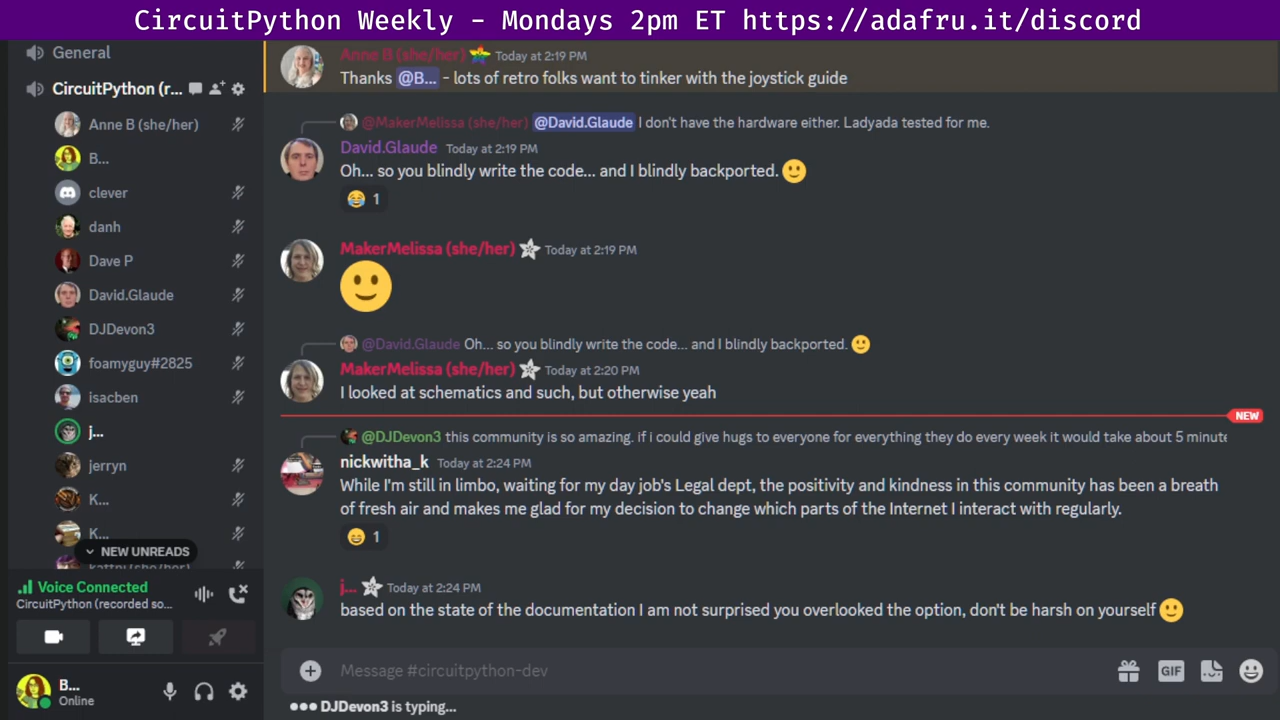 CircuitPython Weekly - Mondays 2pm ET https://adafru.it/discord
General
CircuitPython (r...
Anne B (she/her)
B...
clever
danh
Dave P
David.Glaude
DJDevon3
foamyguy#2825
isacben
j...
jerryn
K...
K...
kattni (she/her)
NEW UNREADS
Voice Connected
CircuitPython (recorded so...
B...
Online
Anne B (she/her) Today at 2:19 PM
Thanks @B... - lots of retro folks want to tinker with the joystick guide
@MakerMelissa (she/her) @David.Glaude I don't have the hardware either. Ladyada tested for me.
David.Glaude Today at 2:19 PM
Oh... so you blindly write the code... and I blindly backported. 🙂
😂 1
MakerMelissa (she/her) Today at 2:19 PM
🙂
@David.Glaude Oh... so you blindly write the code... and I blindly backported. 🙂
MakerMelissa (she/her) Today at 2:20 PM
I looked at schematics and such, but otherwise yeah
NEW
@DJDevon3 this community is so amazing. if i could give hugs to everyone for everything they do every week it would take about 5 minute
nickwitha_k Today at 2:24 PM
While I'm still in limbo, waiting for my day job's Legal dept, the positivity and kindness in this community has been a breath
of fresh air and makes me glad for my decision to change which parts of the Internet I interact with regularly.
😄 1
j... Today at 2:24 PM
based on the state of the documentation I am not surprised you overlooked the option, don't be harsh on yourself 🙂
Message #circuitpython-dev
GIF
DJDevon3 is typing...